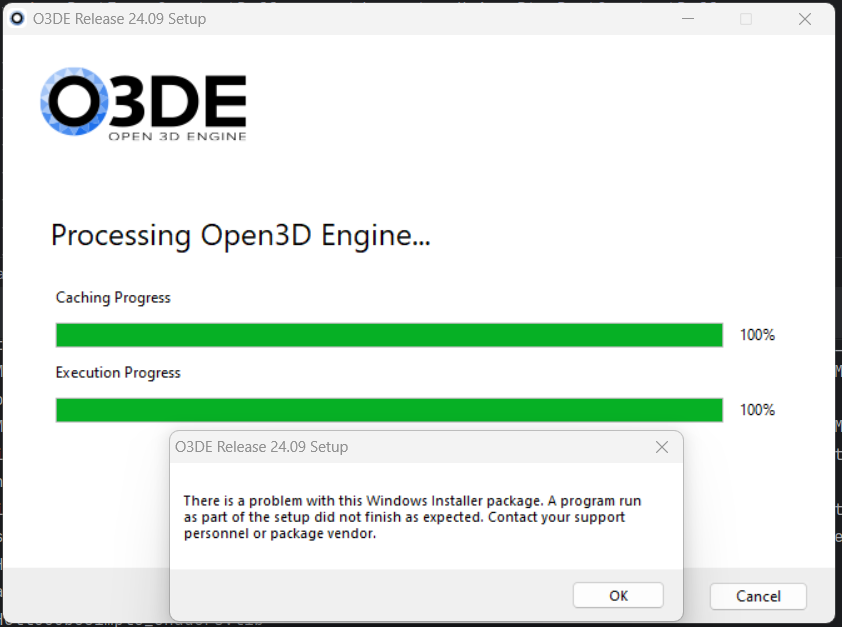 O3DE Release 24.09 Setup
O3DE
OPEN 3D ENGINE
Processing Open3D Engine...
Caching Progress
100%
Execution Progress
100%
O3DE Release 24.09 Setup
There is a problem with this Windows Installer package. A program run
as part of the setup did not finish as expected. Contact your support
personnel or package vendor.
OK
Cancel